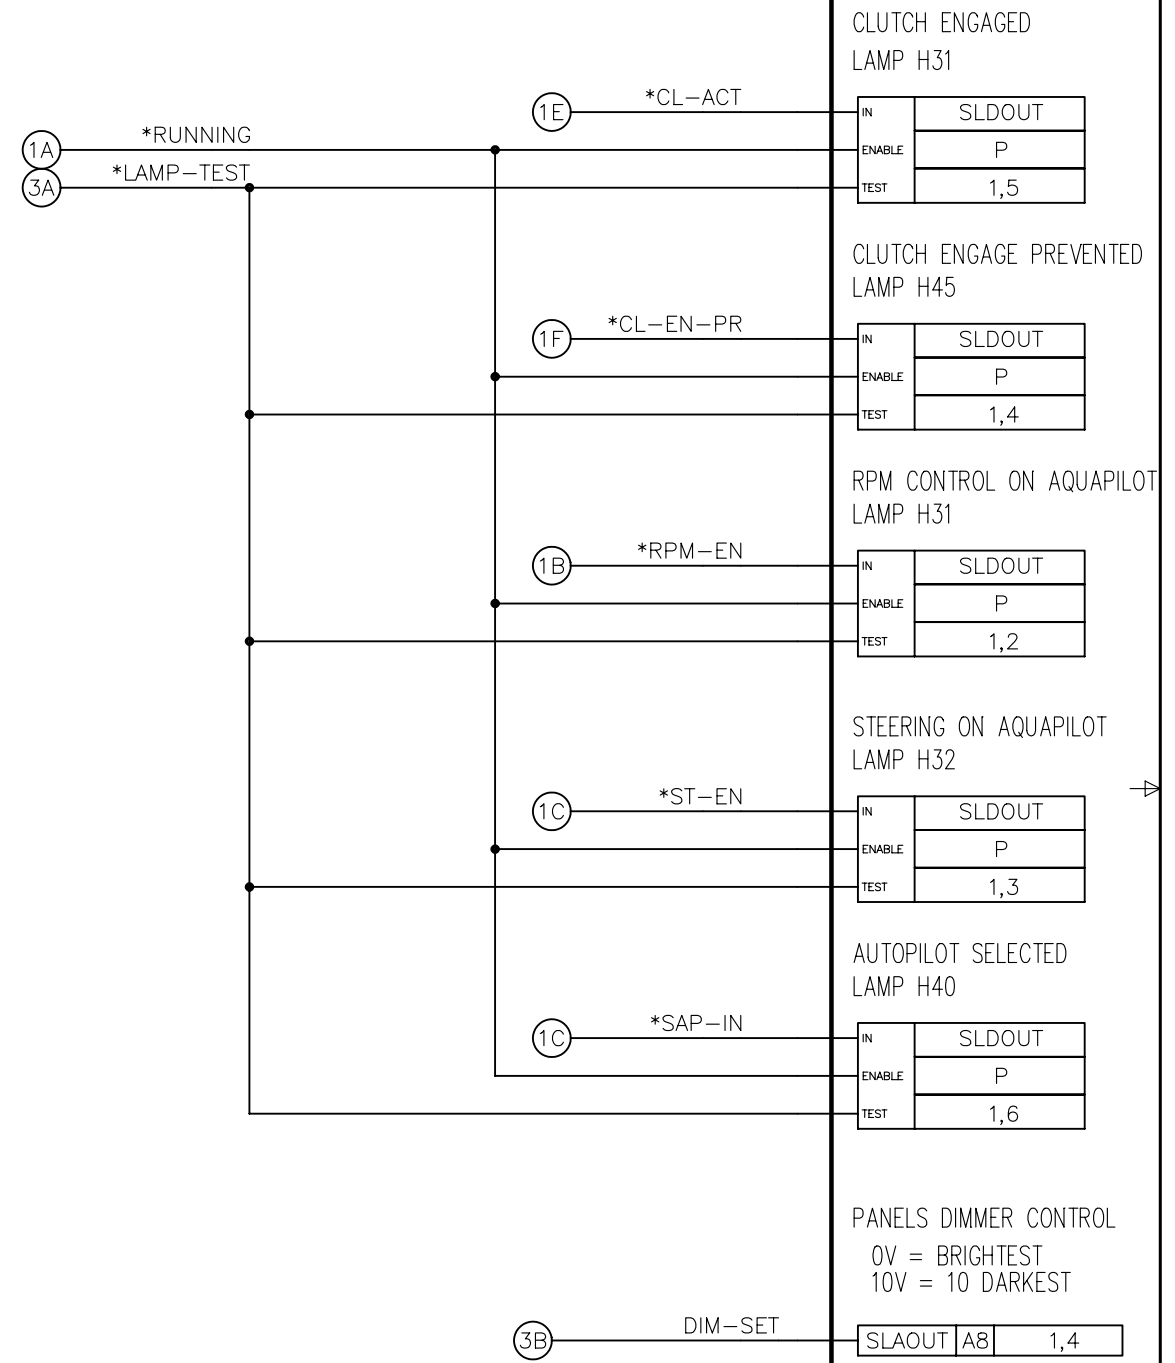 CLUTCH ENGAGED
LAMP H31
1E *CL-ACT IN SLDOUT
1A *RUNNING ENABLE P
3A *LAMP-TEST TEST 1,5
CLUTCH ENGAGE PREVENTED
LAMP H45
1F *CL-EN-PR IN SLDOUT
ENABLE P
TEST 1,4
RPM CONTROL ON AQUAPILOT
LAMP H31
1B *RPM-EN IN SLDOUT
ENABLE P
TEST 1,2
STEERING ON AQUAPILOT
LAMP H32
1C *ST-EN IN SLDOUT
ENABLE P
TEST 1,3
AUTOPILOT SELECTED
LAMP H40
1C *SAP-IN IN SLDOUT
ENABLE P
TEST 1,6
PANELS DIMMER CONTROL
0V = BRIGHTEST
10V = 10 DARKEST
3B DIM-SET SLAOUT A8 1,4